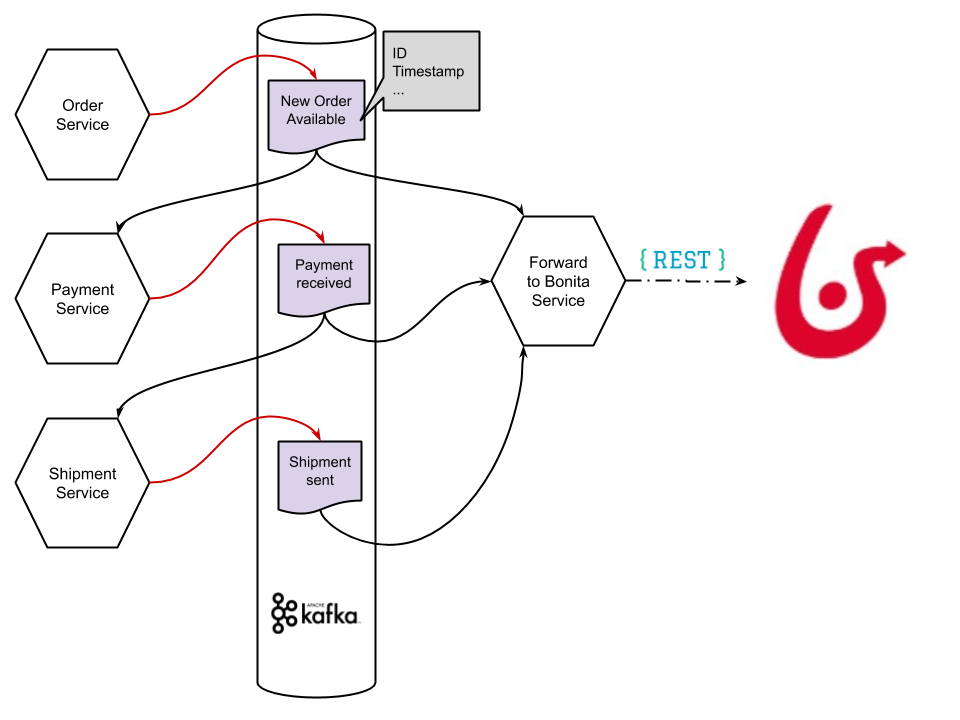 ID
Timestamp
...
Order
Service
New Order
Available
Payment
Service
Payment
received
Forward
to Bonita
Service
{ REST }
Shipment
Service
Shipment
sent
APACHE
kafka